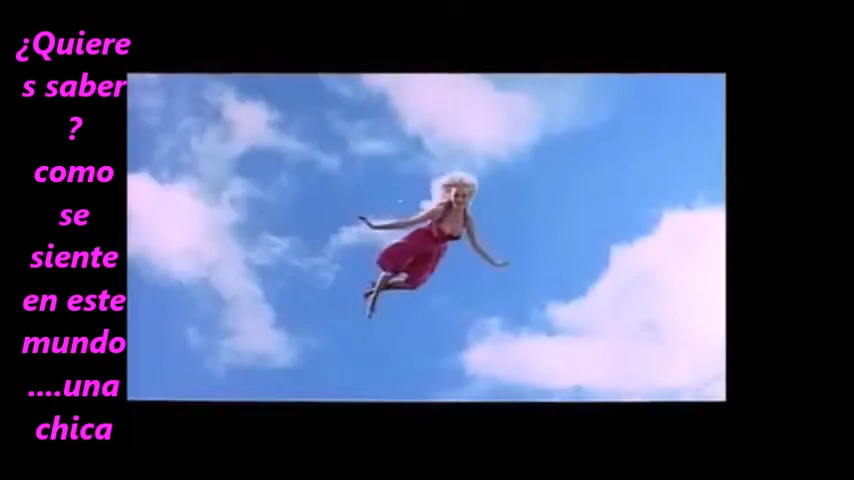 ¿Quiere
s saber
?
como
se
siente
en este
mundo
....una
chica